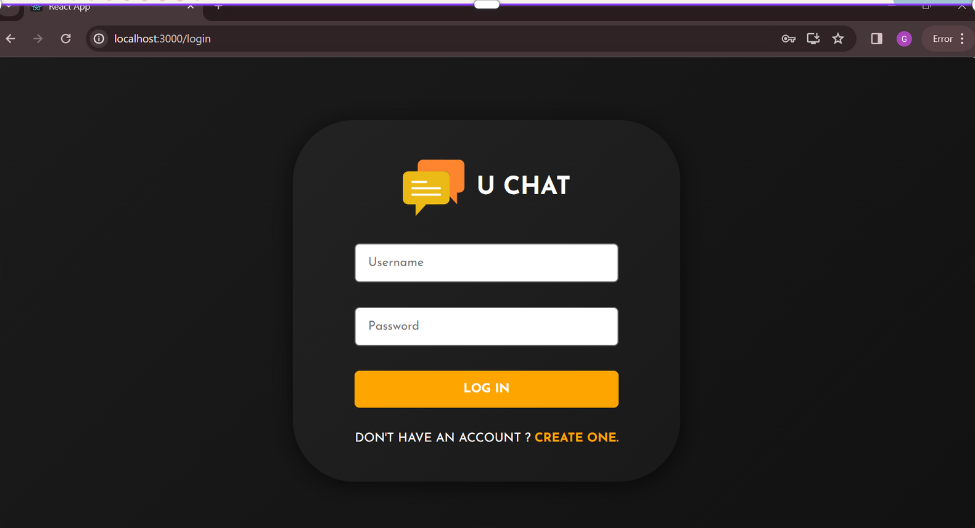 React App
localhost:3000/login
G
Error
U CHAT
Username
Password
LOG IN
DON'T HAVE AN ACCOUNT ? CREATE ONE.